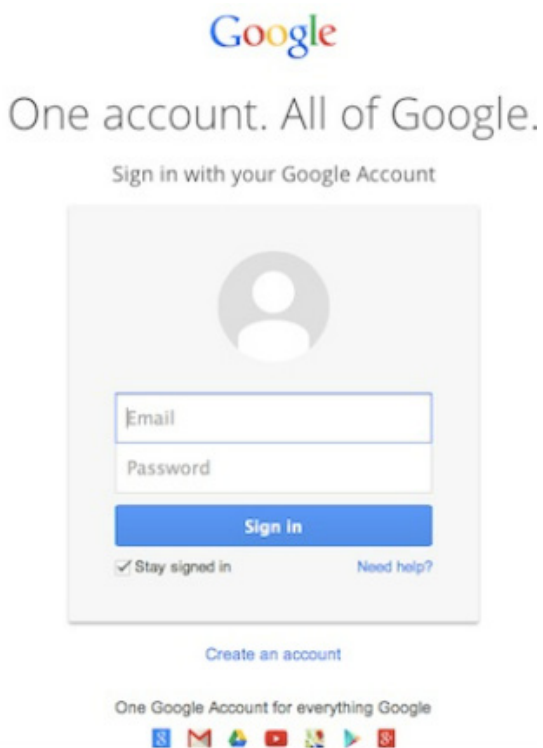 Google
One account. All of Google.
Sign in with your Google Account
Email
Password
Sign in
Stay signed in Need help?
Create an account
One Google Account for everything Google